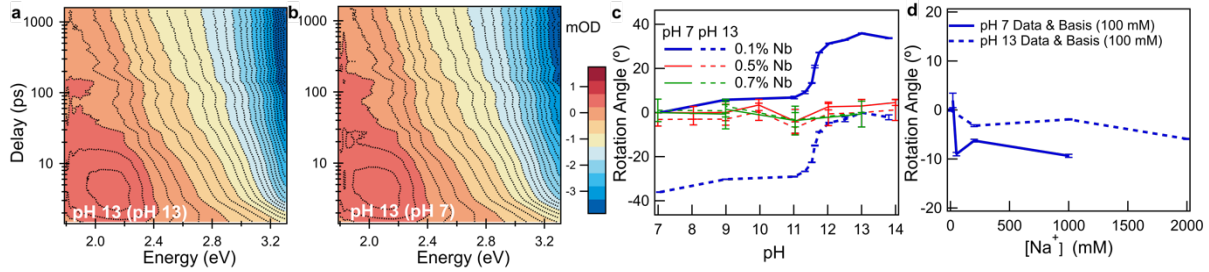 a
Delay (ps)
1000
100
10
pH 13 (pH 13)
2.0 2.4 2.8 3.2
Energy (eV)
b
pH 13 (pH 7)
2.0 2.4 2.8 3.2
Energy (eV)
mOD
1
0
-1
-2
-3
c
Rotation Angle (°)
40
20
0
-20
-40
pH 7 pH 13
0.1% Nb
0.5% Nb
0.7% Nb
7 8 9 10 11 12 13 14
pH
d
Rotation Angle (°)
20
10
0
-10
-20
pH 7 Data & Basis (100 mM)
pH 13 Data & Basis (100 mM)
0 500 1000 1500 2000
[Na⁺] (mM)